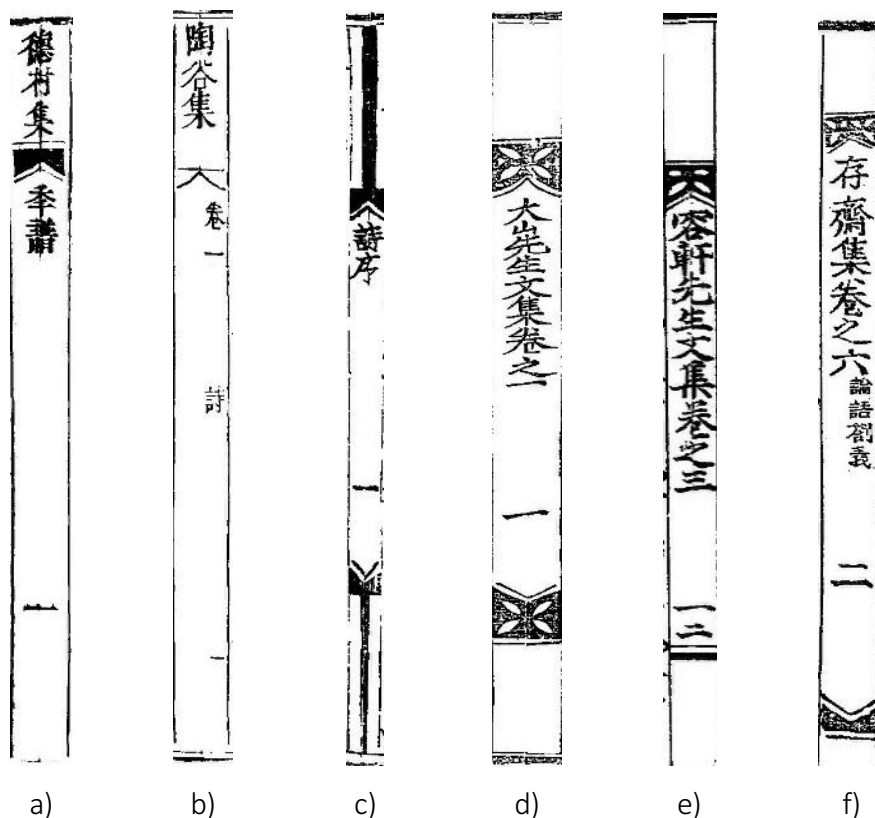 德村集
秊譜
一
陶谷集
卷一
詩
一
詩序
一
大山先生文集卷之一
一
容軒先生文集卷之三
一二
存齋集卷之六
論語劄義
二
a)
b)
c)
d)
e)
f)